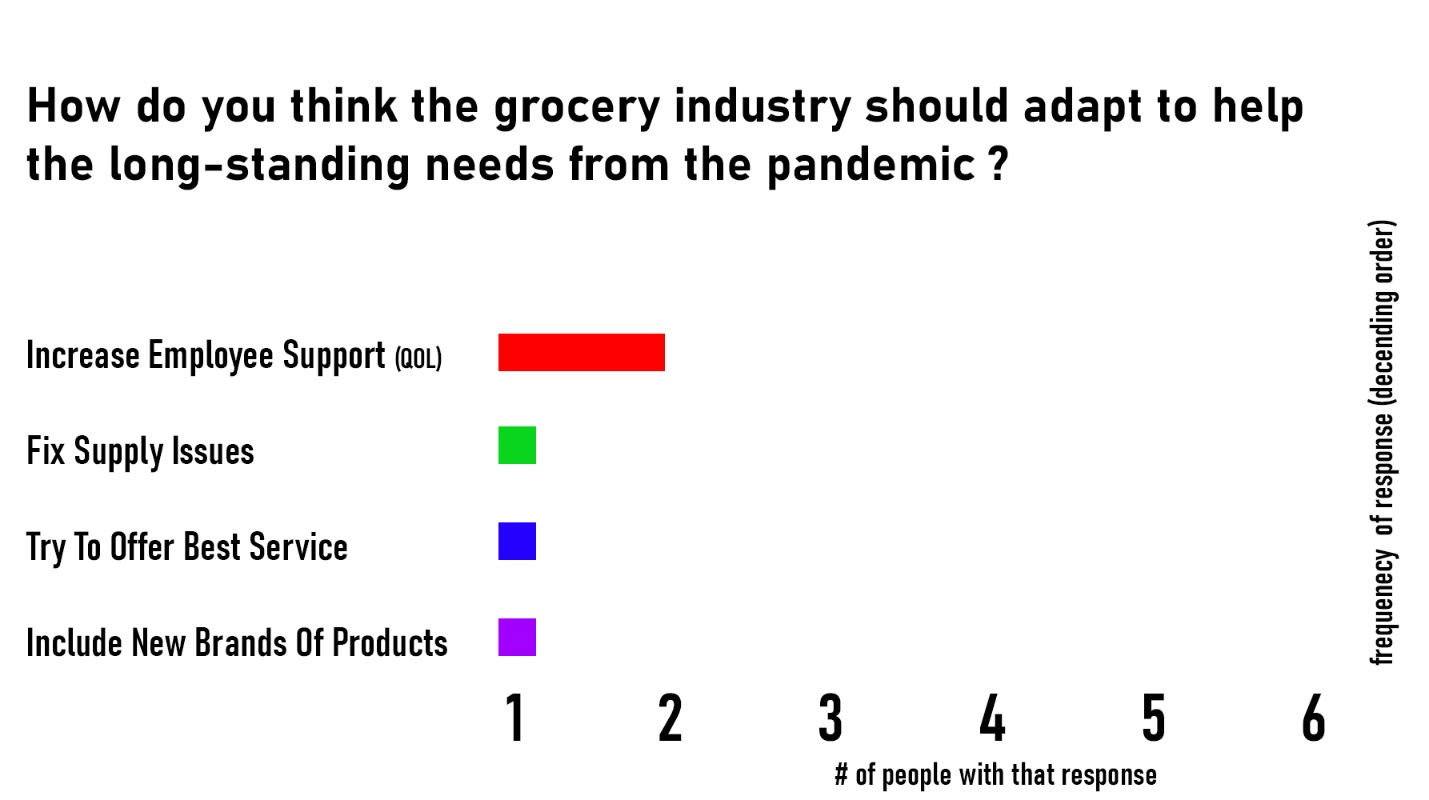 How do you think the grocery industry should adapt to help
the long-standing needs from the pandemic ?
Increase Employee Support (QOL)
Fix Supply Issues
Try To Offer Best Service
Include New Brands Of Products
1 2 3 4 5 6
# of people with that response
frequency of response (decending order)